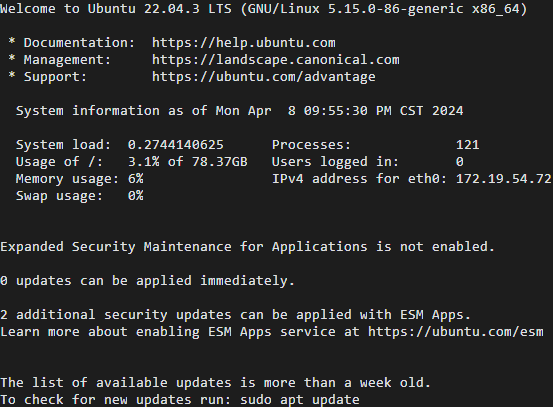 Welcome to Ubuntu 22.04.3 LTS (GNU/Linux 5.15.0-86-generic x86_64)
* Documentation: https://help.ubuntu.com
* Management: https://landscape.canonical.com
* Support: https://ubuntu.com/advantage
System information as of Mon Apr 8 09:55:30 PM CST 2024
System load: 0.2744140625 Processes: 121
Usage of /: 3.1% of 78.37GB Users logged in: 0
Memory usage: 6% IPv4 address for eth0: 172.19.54.72
Swap usage: 0%
Expanded Security Maintenance for Applications is not enabled.
0 updates can be applied immediately.
2 additional security updates can be applied with ESM Apps.
Learn more about enabling ESM Apps service at https://ubuntu.com/esm
The list of available updates is more than a week old.
To check for new updates run: sudo apt update